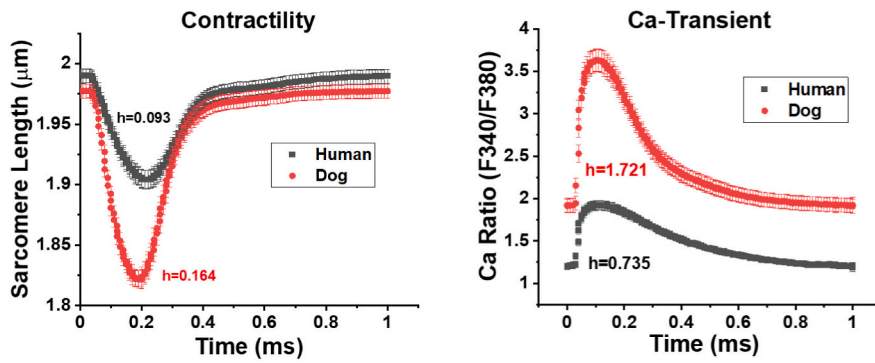 Contractility
Sarcomere Length (μm)
2
1.95
1.9
1.85
1.8
h=0.093
Human
Dog
h=0.164
0
0.2
0.4
0.6
0.8
1
Time (ms)
Ca-Transient
Ca Ratio (F340/F380)
4
3.5
3
2.5
2
1.5
1
Human
Dog
h=1.721
h=0.735
0
0.2
0.4
0.6
0.8
1
Time (ms)